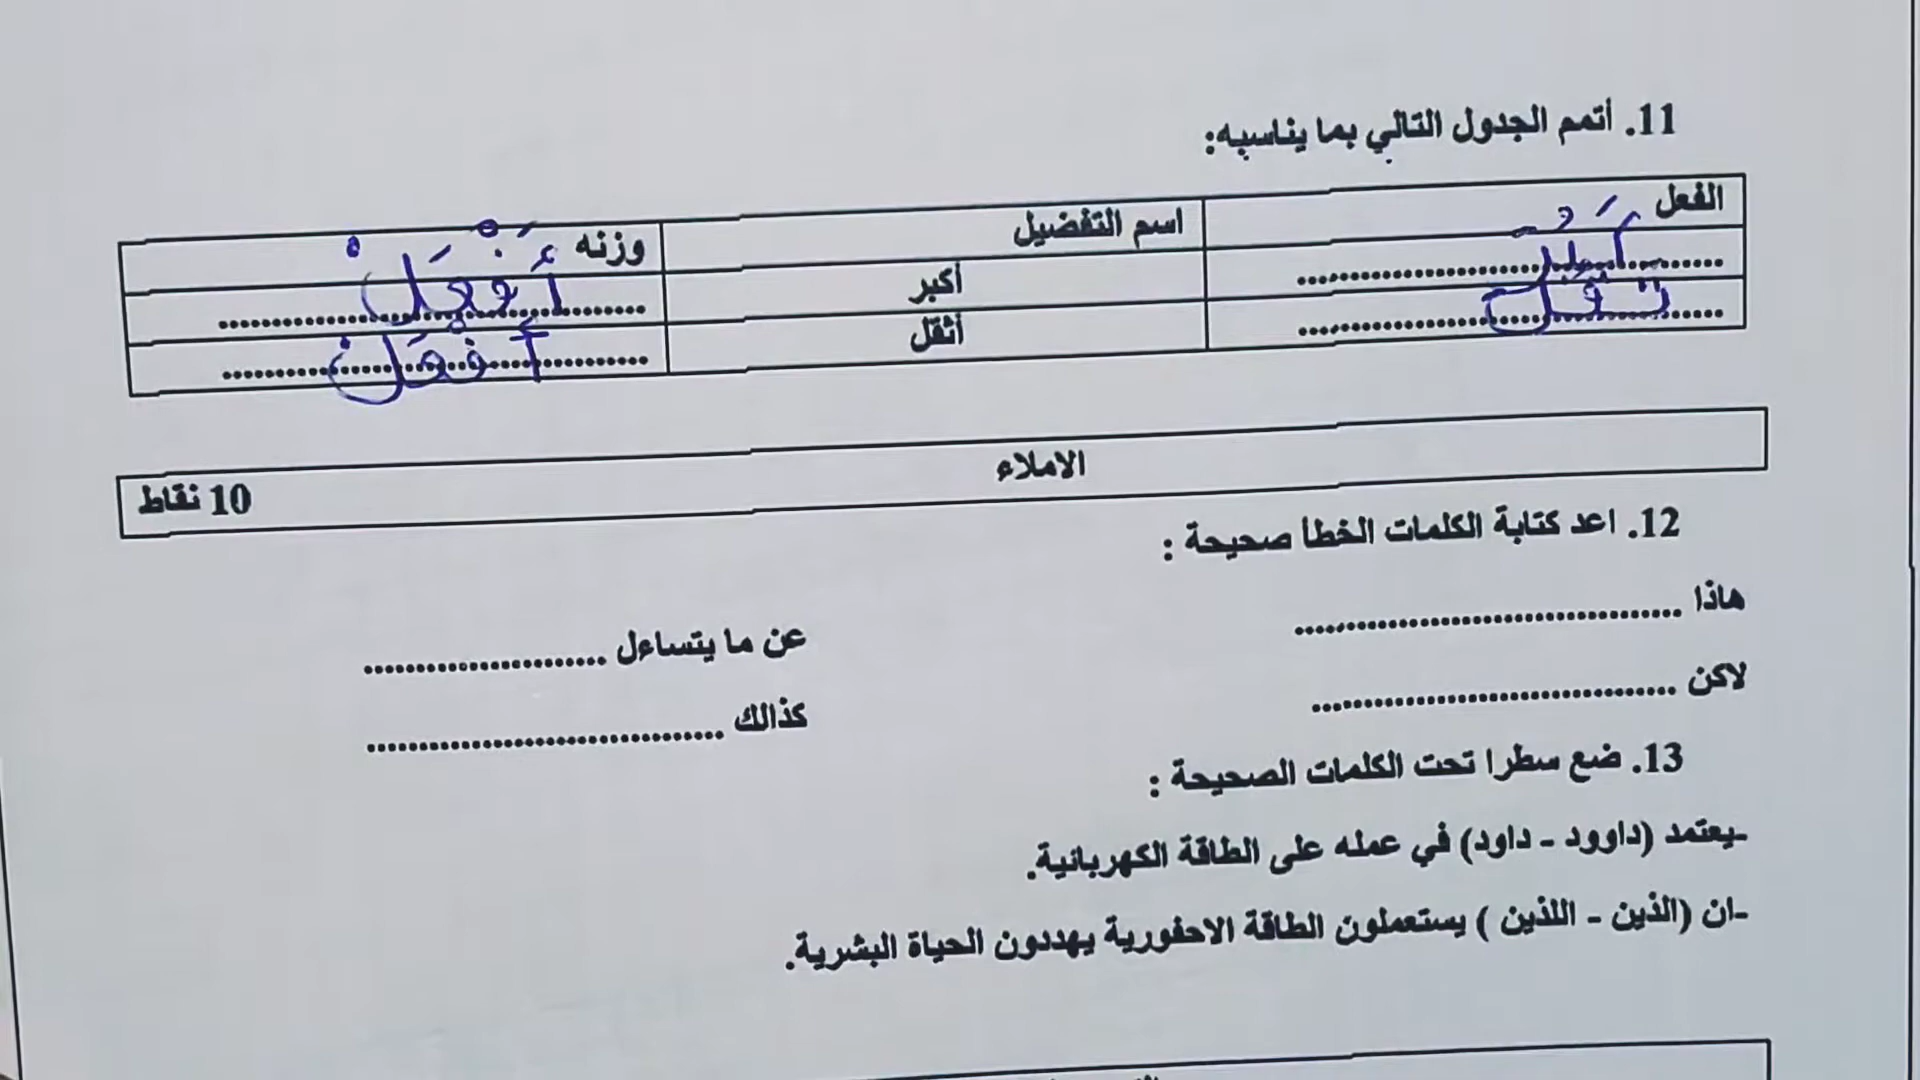 11. أتمم الجدول التالي بما يناسبه:
الفعل اسم التفضيل وزنه
كَبُرَ أكبر أَفْعَلْ
ثقل أثقل أفْعَل
الاملاء 10 نقاط
12. اعد كتابة الكلمات الخطأ صحيحة :
هاذا ........................ عن ما يتساءل ........................
لاكن ........................ كذالك ........................
13. ضع سطرا تحت الكلمات الصحيحة :
-يعتمد (داوود - داود) في عمله على الطاقة الكهربائية.
-ان (الذين - اللذين ) يستعملون الطاقة الاحفورية يهددون الحياة البشرية.